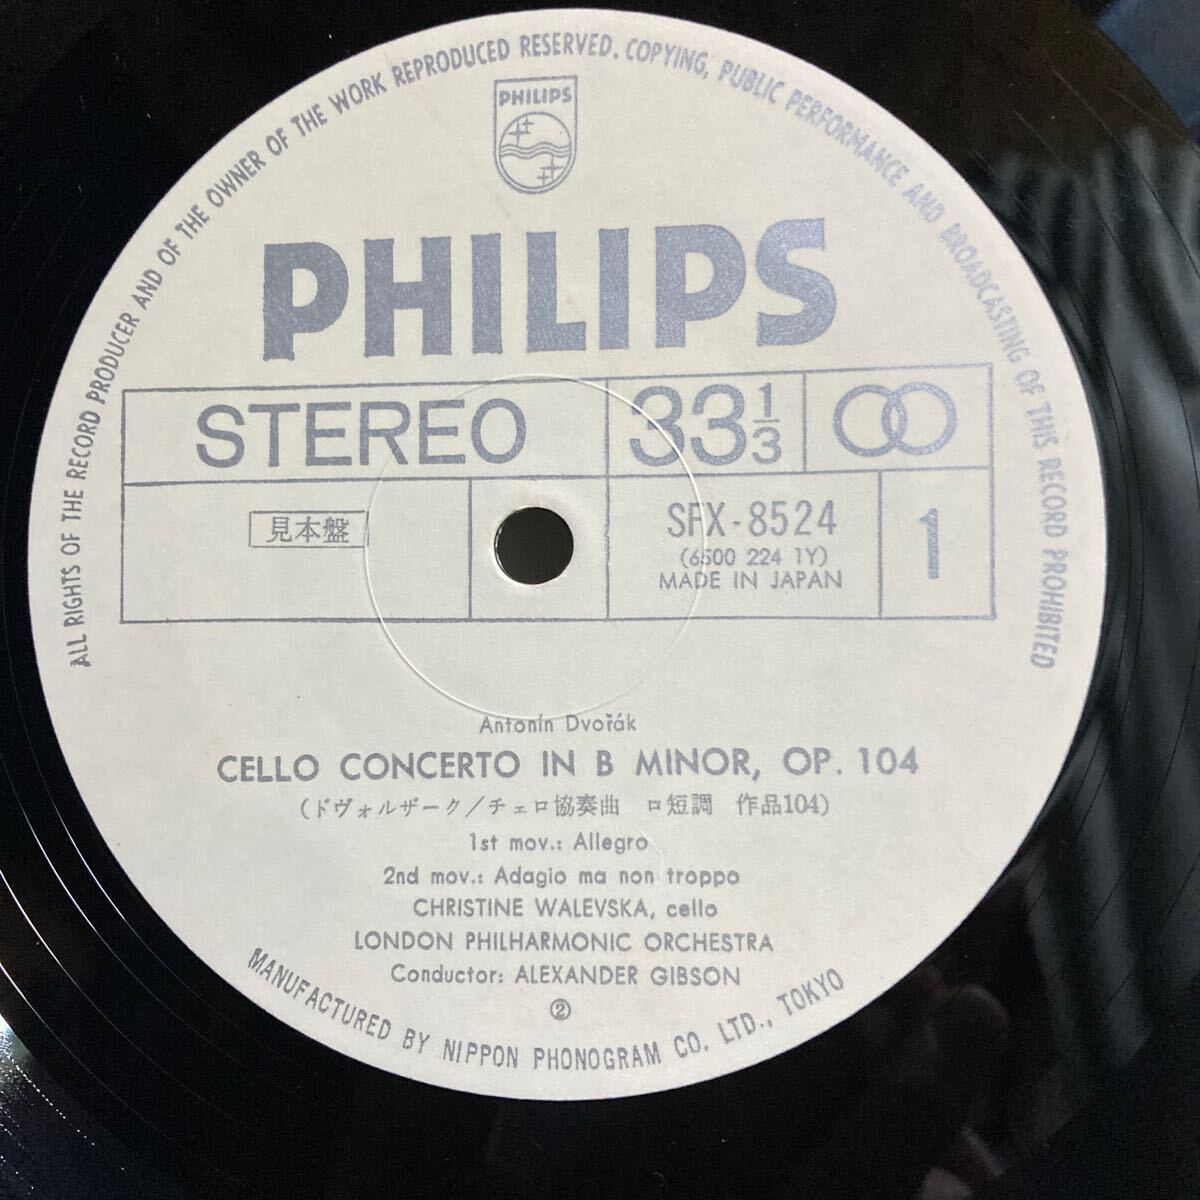 ALL RIGHTS OF THE RECORD PRODUCER AND OF THE OWNER OF THE WORK REPRODUCED RESERVED. COPYING, PUBLIC PERFORMANCE AND BROADCASTING OF THIS RECORD PROHIBITED
PHILIPS
PHILIPS
STEREO
33 1/3
見本盤
SFX-8524
(6500 224 1Y)
MADE IN JAPAN
1
Antonín Dvořák
CELLO CONCERTO IN B MINOR, OP. 104
(ドヴォルザーク/チェロ協奏曲 ロ短調 作品104)
1st mov.: Allegro
2nd mov.: Adagio ma non troppo
CHRISTINE WALEVSKA, cello
LONDON PHILHARMONIC ORCHESTRA
Conductor: ALEXANDER GIBSON
②
MANUFACTURED BY NIPPON PHONOGRAM CO. LTD., TOKYO